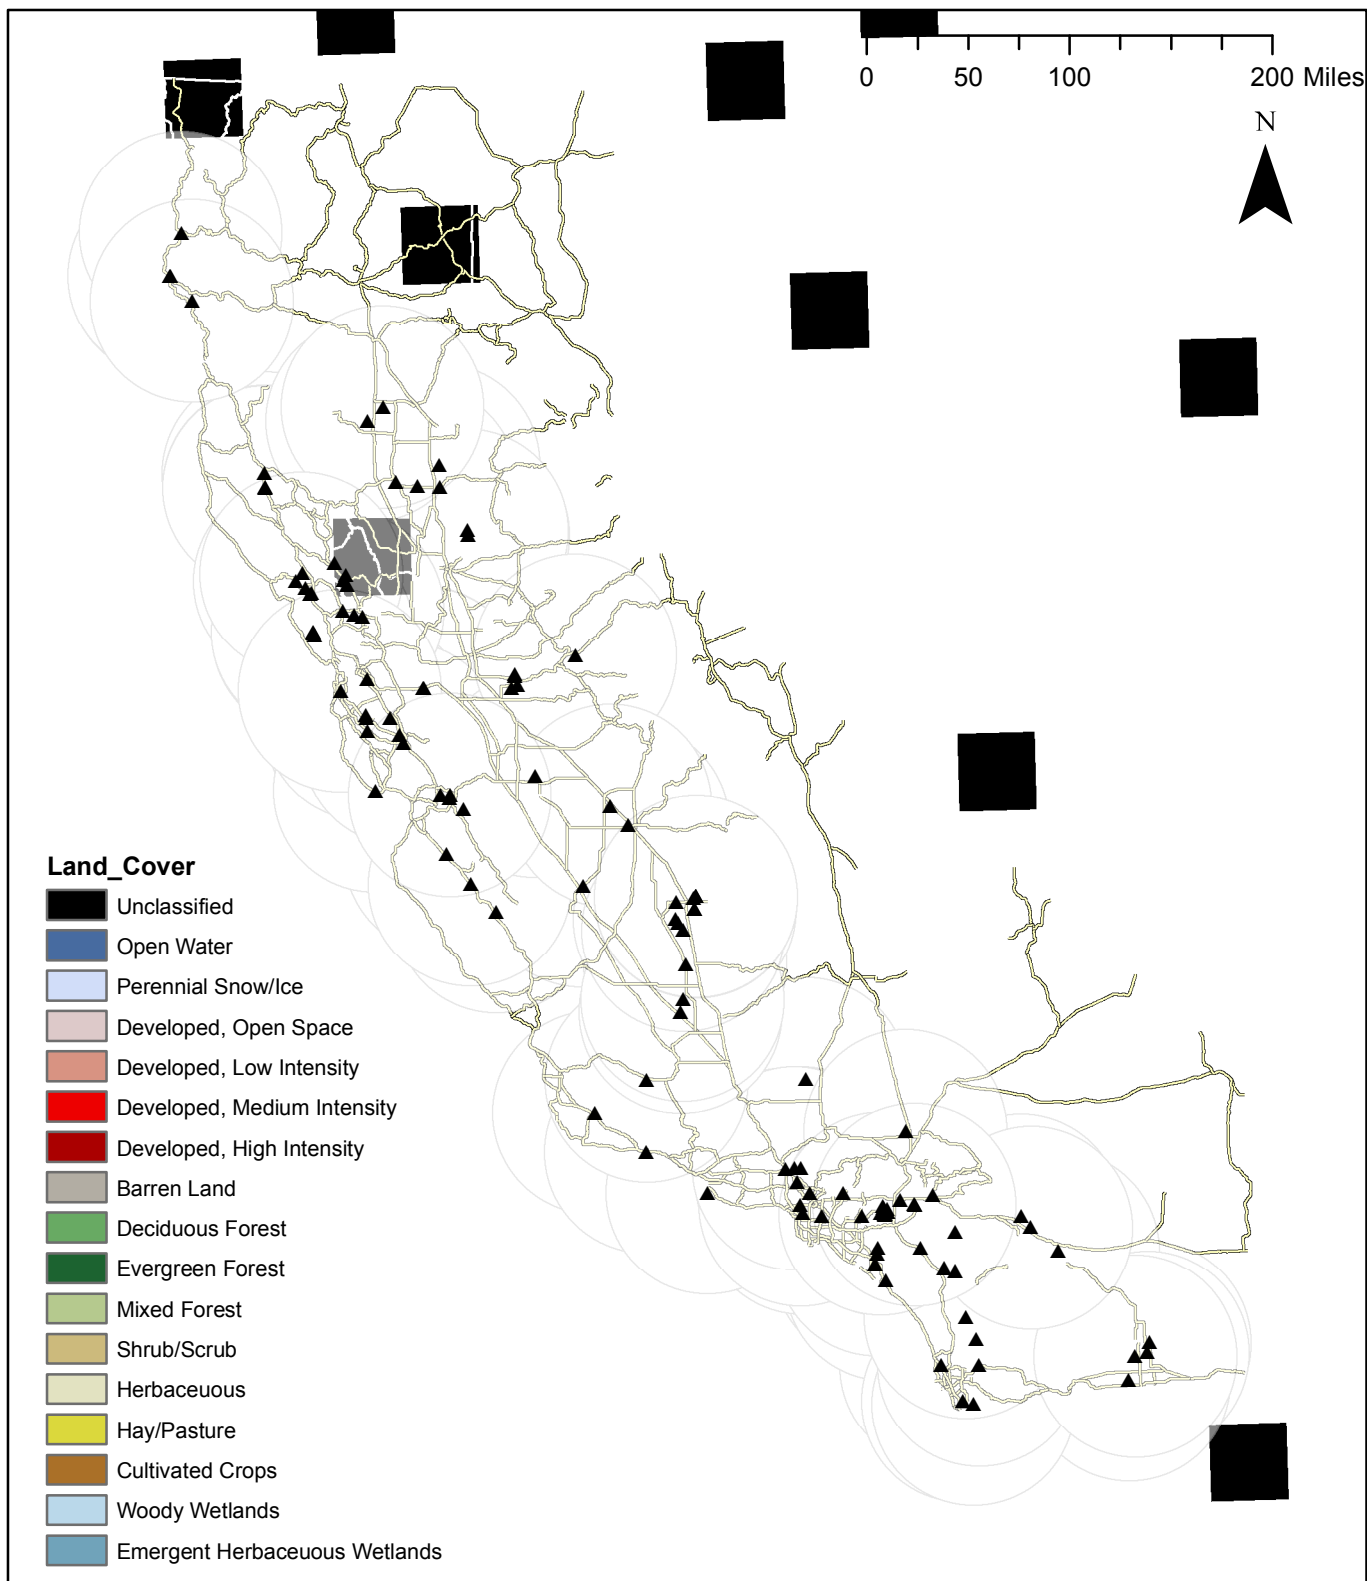 0 50 100 200 Miles
N
Land_Cover
Unclassified
Open Water
Perennial Snow/Ice
Developed, Open Space
Developed, Low Intensity
Developed, Medium Intensity
Developed, High Intensity
Barren Land
Deciduous Forest
Evergreen Forest
Mixed Forest
Shrub/Scrub
Herbaceuous
Hay/Pasture
Cultivated Crops
Woody Wetlands
Emergent Herbaceuous Wetlands